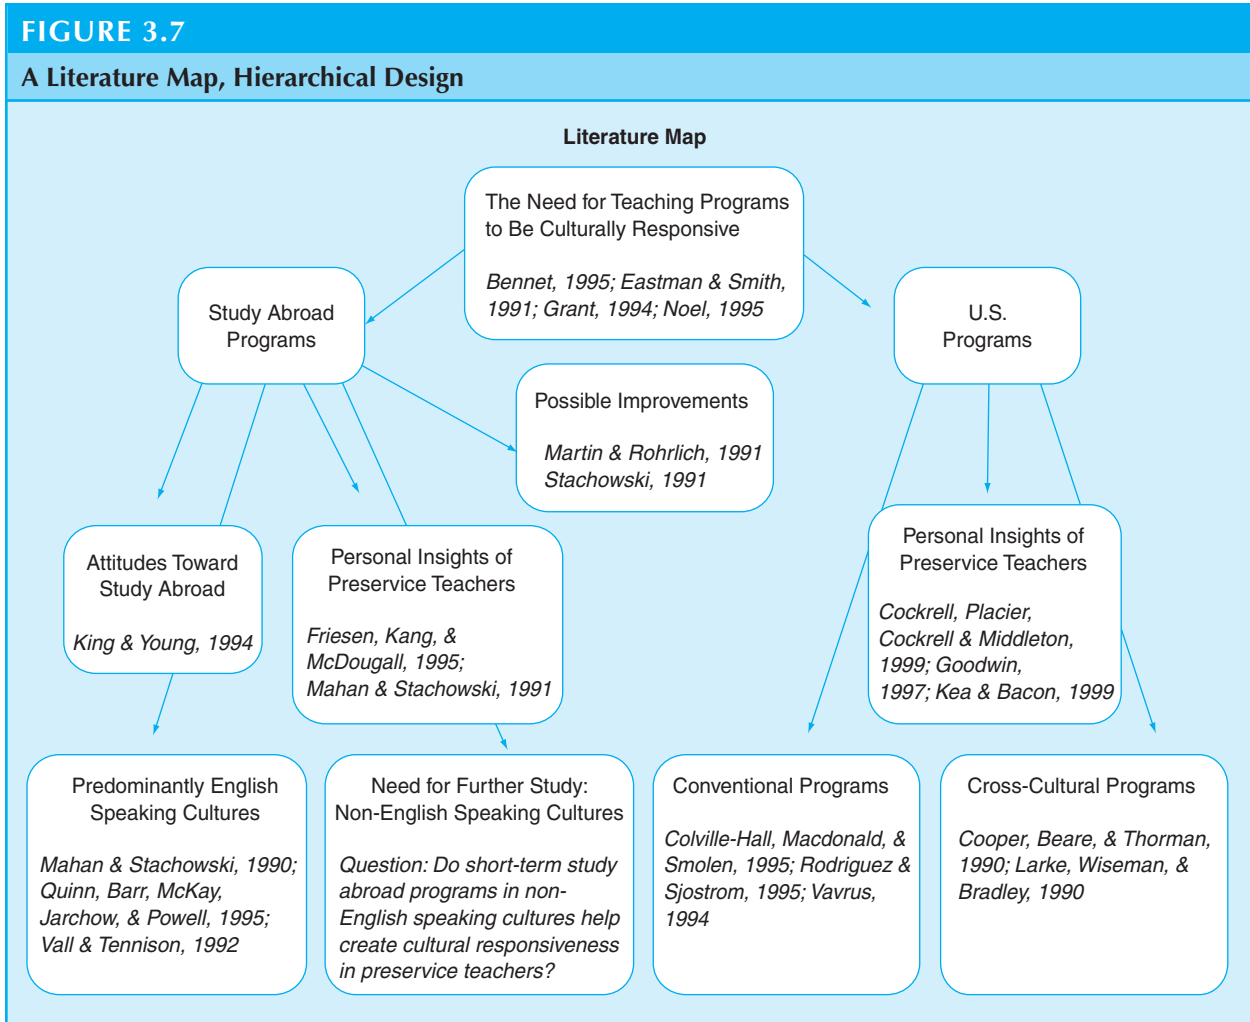 FIGURE 3.7
A Literature Map, Hierarchical Design
Literature Map
The Need for Teaching Programs
to Be Culturally Responsive
Bennet, 1995; Eastman & Smith,
1991; Grant, 1994; Noel, 1995
Study Abroad
Programs
U.S.
Programs
Possible Improvements
Martin & Rohrlich, 1991
Stachowski, 1991
Attitudes Toward
Study Abroad
King & Young, 1994
Personal Insights of
Preservice Teachers
Friesen, Kang, &
McDougall, 1995;
Mahan & Stachowski, 1991
Personal Insights of
Preservice Teachers
Cockrell, Placier,
Cockrell & Middleton,
1999; Goodwin,
1997; Kea & Bacon, 1999
Predominantly English
Speaking Cultures
Mahan & Stachowski, 1990;
Quinn, Barr, McKay,
Jarchow, & Powell, 1995;
Vall & Tennison, 1992
Need for Further Study:
Non-English Speaking Cultures
Question: Do short-term study
abroad programs in non-
English speaking cultures help
create cultural responsiveness
in preservice teachers?
Conventional Programs
Colville-Hall, Macdonald, &
Smolen, 1995; Rodriguez &
Sjostrom, 1995; Vavrus,
1994
Cross-Cultural Programs
Cooper, Beare, & Thorman,
1990; Larke, Wiseman, &
Bradley, 1990